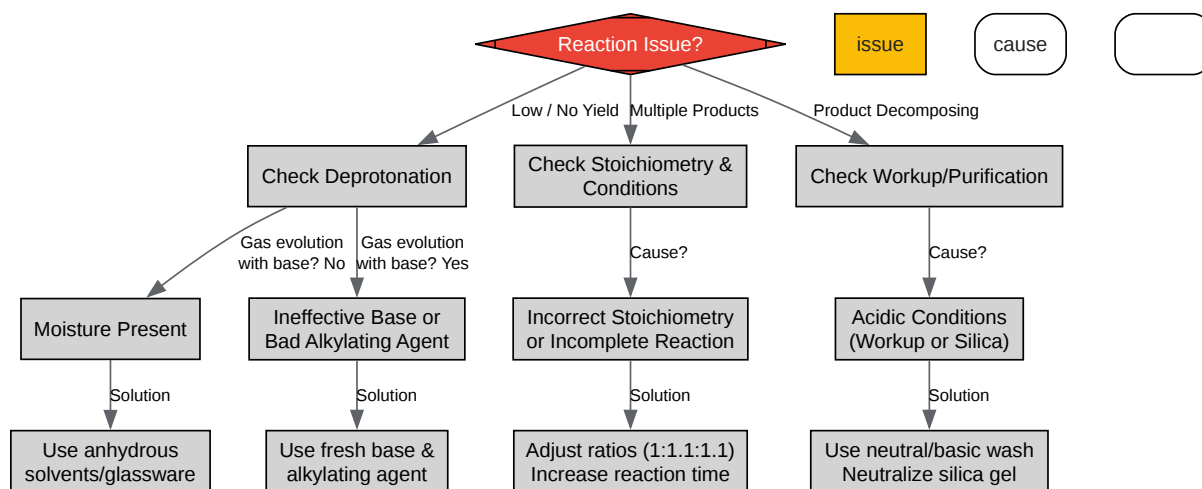 Reaction Issue?
issue
cause
Low / No Yield
Multiple Products
Product Decomposing
Check Deprotonation
Check Stoichiometry &
Conditions
Check Workup/Purification
Gas evolution
with base? No
Gas evolution
with base? Yes
Cause?
Cause?
Moisture Present
Ineffective Base or
Bad Alkylating Agent
Incorrect Stoichiometry
or Incomplete Reaction
Acidic Conditions
(Workup or Silica)
Solution
Solution
Solution
Solution
Use anhydrous
solvents/glassware
Use fresh base &
alkylating agent
Adjust ratios (1:1.1:1.1)
Increase reaction time
Use neutral/basic wash
Neutralize silica gel